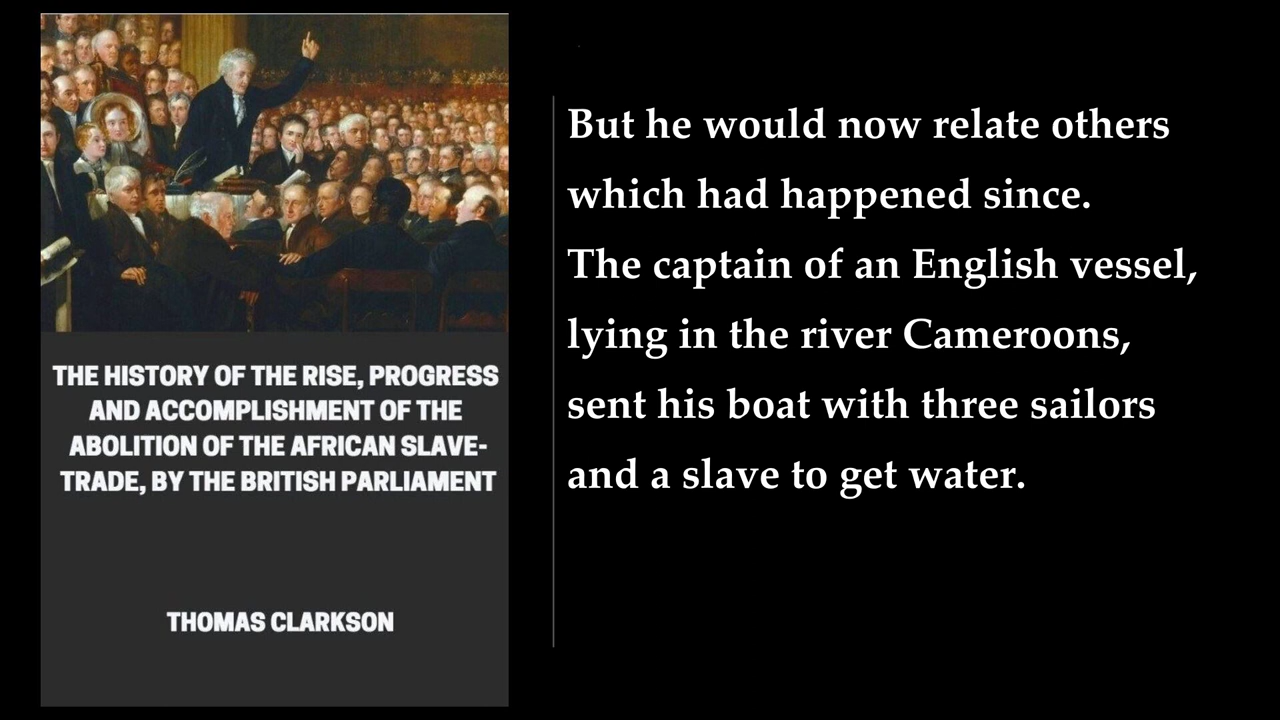 THE HISTORY OF THE RISE, PROGRESS
AND ACCOMPLISHMENT OF THE
ABOLITION OF THE AFRICAN SLAVE-
TRADE, BY THE BRITISH PARLIAMENT
THOMAS CLARKSON
But he would now relate others
which had happened since.
The captain of an English vessel,
lying in the river Cameroons,
sent his boat with three sailors
and a slave to get water.